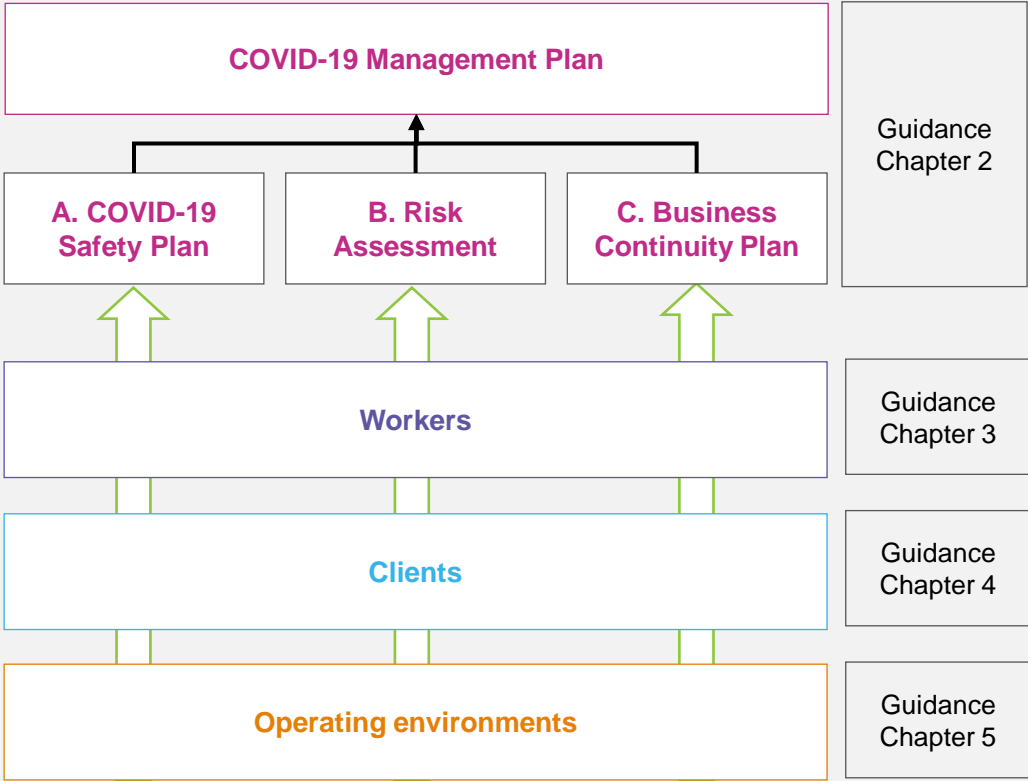 COVID-19 Management Plan
Guidance
Chapter 2
A. COVID-19
Safety Plan
B. Risk
Assessment
C. Business
Continuity Plan
Workers
Guidance
Chapter 3
Clients
Guidance
Chapter 4
Operating environments
Guidance
Chapter 5